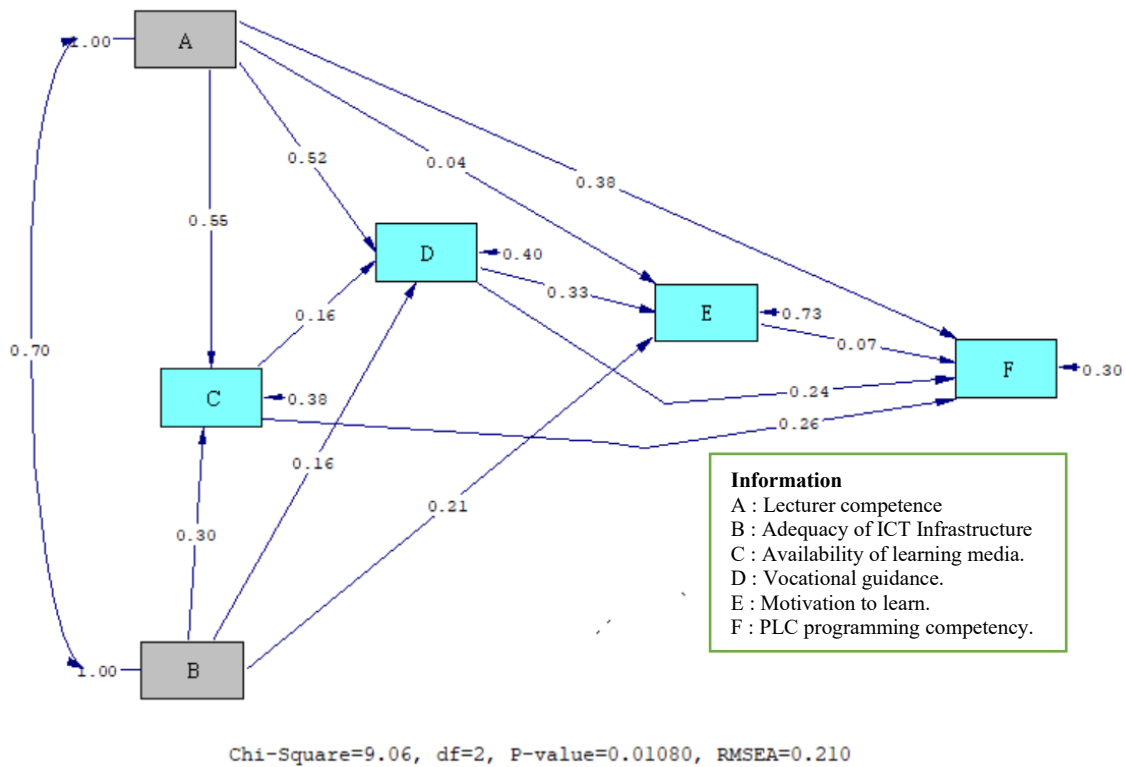 A
1.00
0.52
0.04
0.38
0.55
D
0.40
0.33
E
0.73
0.16
0.70
0.07
F
0.30
C
0.38
0.24
0.26
0.16
0.21
0.30
Information
A : Lecturer competence
B : Adequacy of ICT Infrastructure
C : Availability of learning media.
D : Vocational guidance.
E : Motivation to learn.
F : PLC programming competency.
B
1.00
Chi-Square=9.06, df=2, P-value=0.01080, RMSEA=0.210